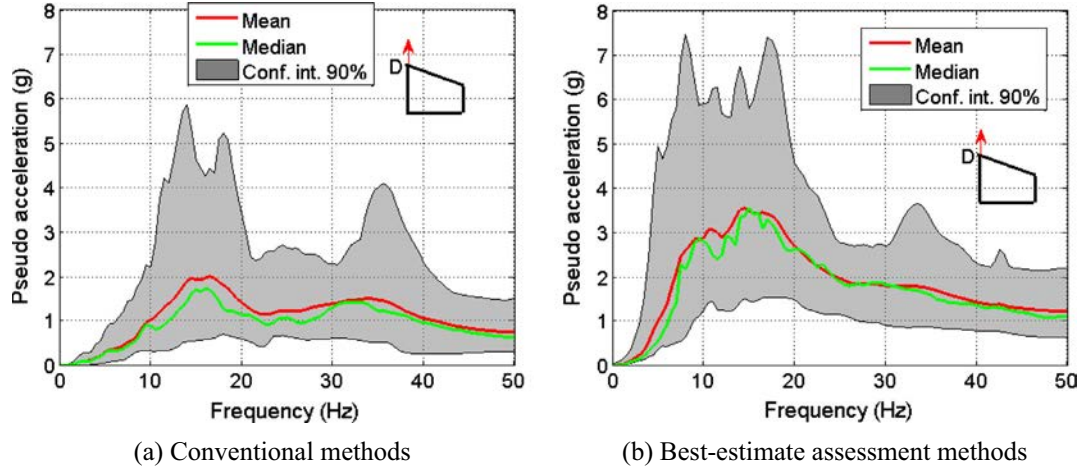 8
7
6
5
4
3
2
1
0
Pseudo acceleration (g)
Mean
Median
Conf. int. 90%
D
0 10 20 30 40 50
Frequency (Hz)
(a) Conventional methods
8
7
6
5
4
3
2
1
0
Pseudo acceleration (g)
Mean
Median
Conf. int. 90%
D
0 10 20 30 40 50
Frequency (Hz)
(b) Best-estimate assessment methods